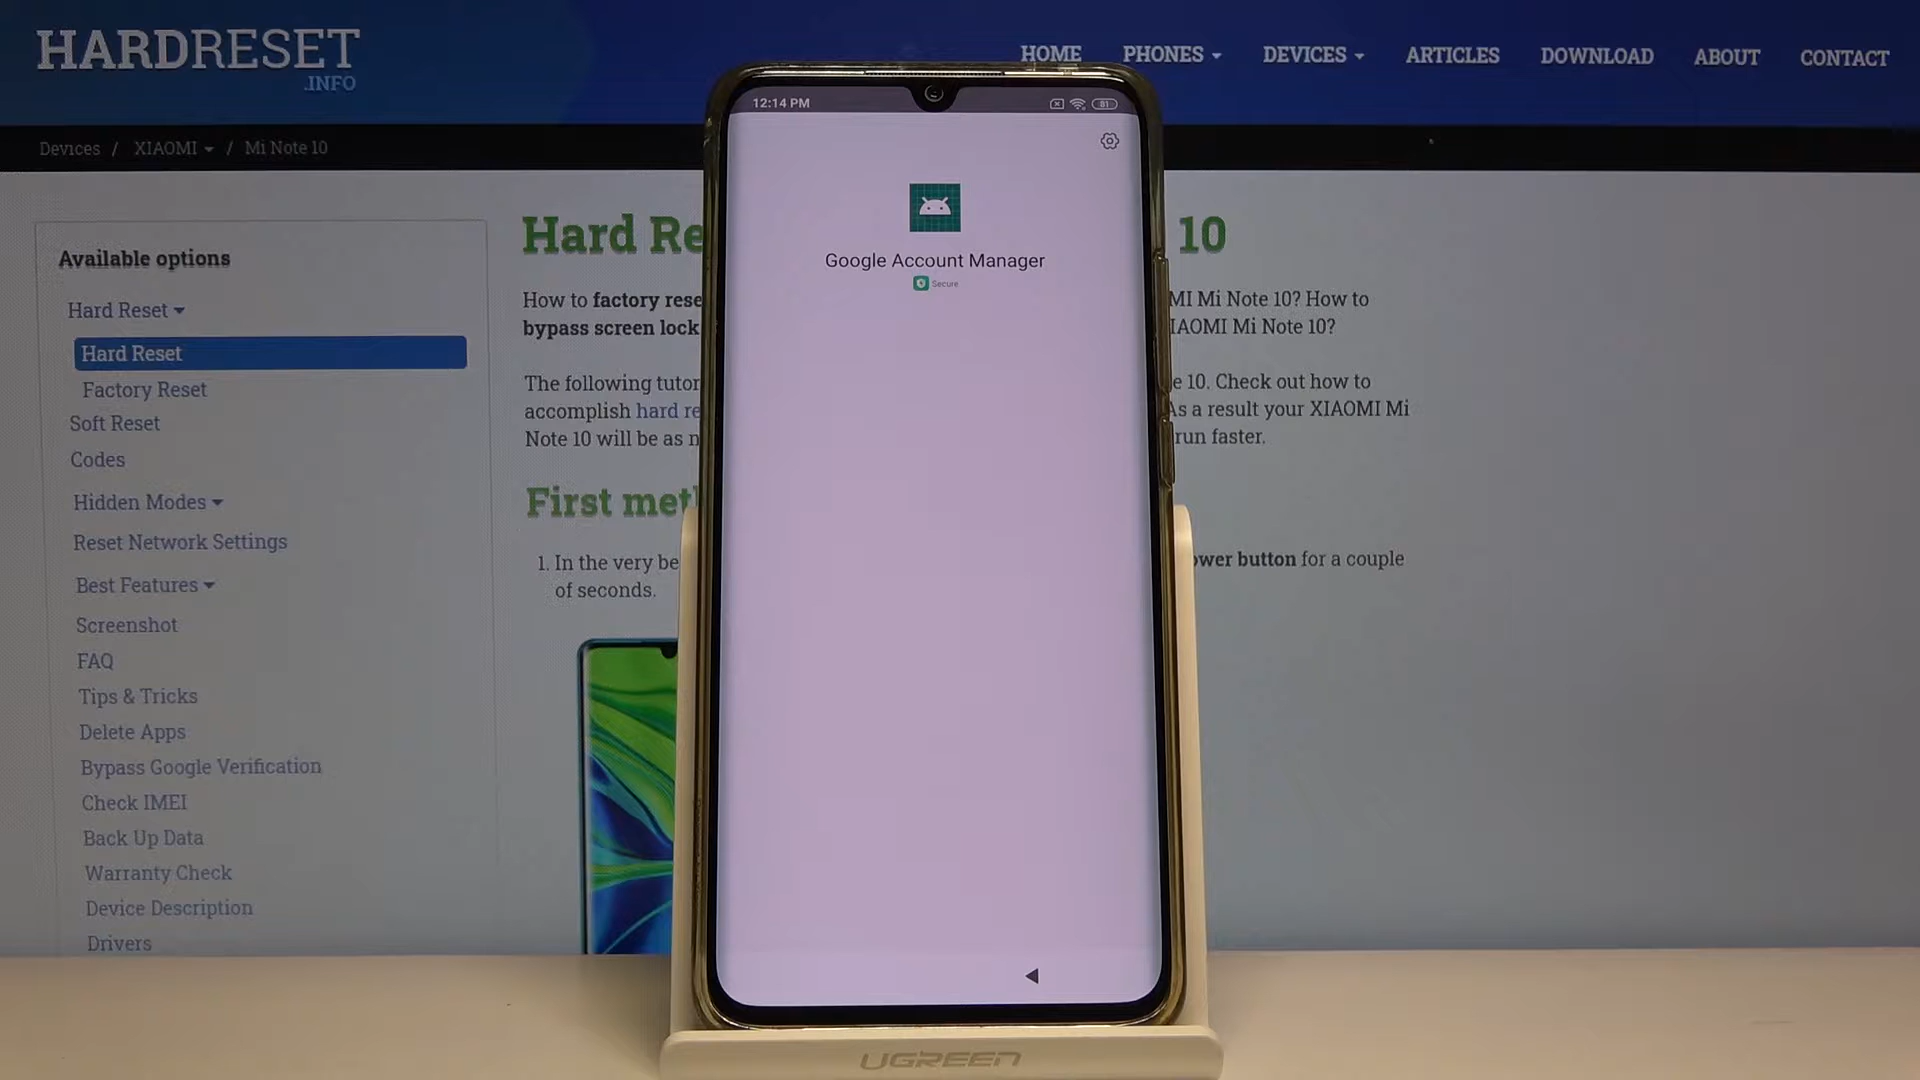 HARDRESET
.INFO
HOME PHONES DEVICES ARTICLES DOWNLOAD ABOUT CONTACT
Devices / XIAOMI / Mi Note 10
Available options
Hard Reset
Hard Reset
Factory Reset
Soft Reset
Codes
Hidden Modes
Reset Network Settings
Best Features
Screenshot
FAQ
Tips & Tricks
Delete Apps
Bypass Google Verification
Check IMEI
Back Up Data
Warranty Check
Device Description
Drivers
Hard Re 10
How to factory rese MI Mi Note 10? How to
bypass screen lock IAOMI Mi Note 10?
The following tutor e 10. Check out how to
accomplish hard re As a result your XIAOMI Mi
Note 10 will be as n run faster.
First met
1. In the very be ower button for a couple
of seconds.
12:14 PM 81
Google Account Manager
Secure
UGREEN